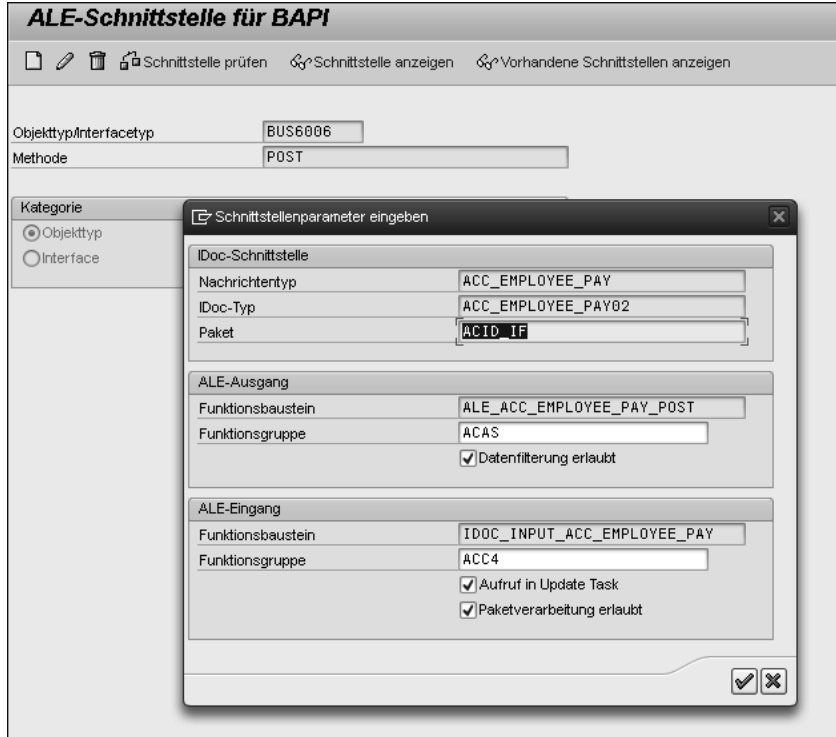 ALE-Schnittstelle für BAPI
Schnittstelle prüfen Schnittstelle anzeigen Vorhandene Schnittstellen anzeigen
Objekttyp/Interfacetyp BUS6006
Methode POST
Kategorie
Objekttyp
Interface
Schnittstellenparameter eingeben
IDoc-Schnittstelle
Nachrichtentyp ACC_EMPLOYEE_PAY
IDoc-Typ ACC_EMPLOYEE_PAY02
Paket ACID_IF
ALE-Ausgang
Funktionsbaustein ALE_ACC_EMPLOYEE_PAY_POST
Funktionsgruppe ACAS
Datenfilterung erlaubt
ALE-Eingang
Funktionsbaustein IDOC_INPUT_ACC_EMPLOYEE_PAY
Funktionsgruppe ACC4
Aufruf in Update Task
Paketverarbeitung erlaubt